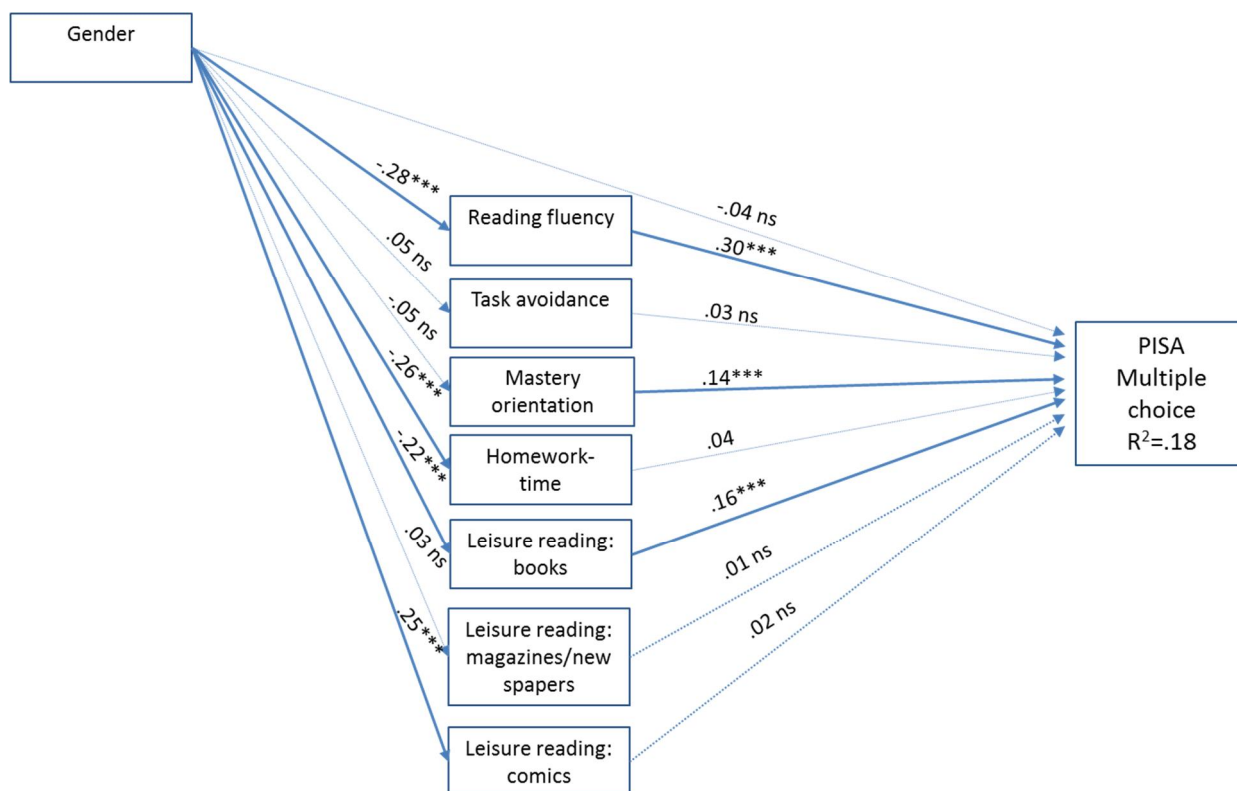 Gender
-.28***
-.04 ns
Reading fluency
.30***
.05 ns
Task avoidance
.03 ns
-.05 ns
PISA
Multiple
choice
R²=.18
-.26***
Mastery
orientation
.14***
-.22***
Homework-
time
.04
.16***
.03 ns
Leisure reading:
books
.01 ns
.25***
Leisure reading:
magazines/new
spapers
.02 ns
Leisure reading:
comics